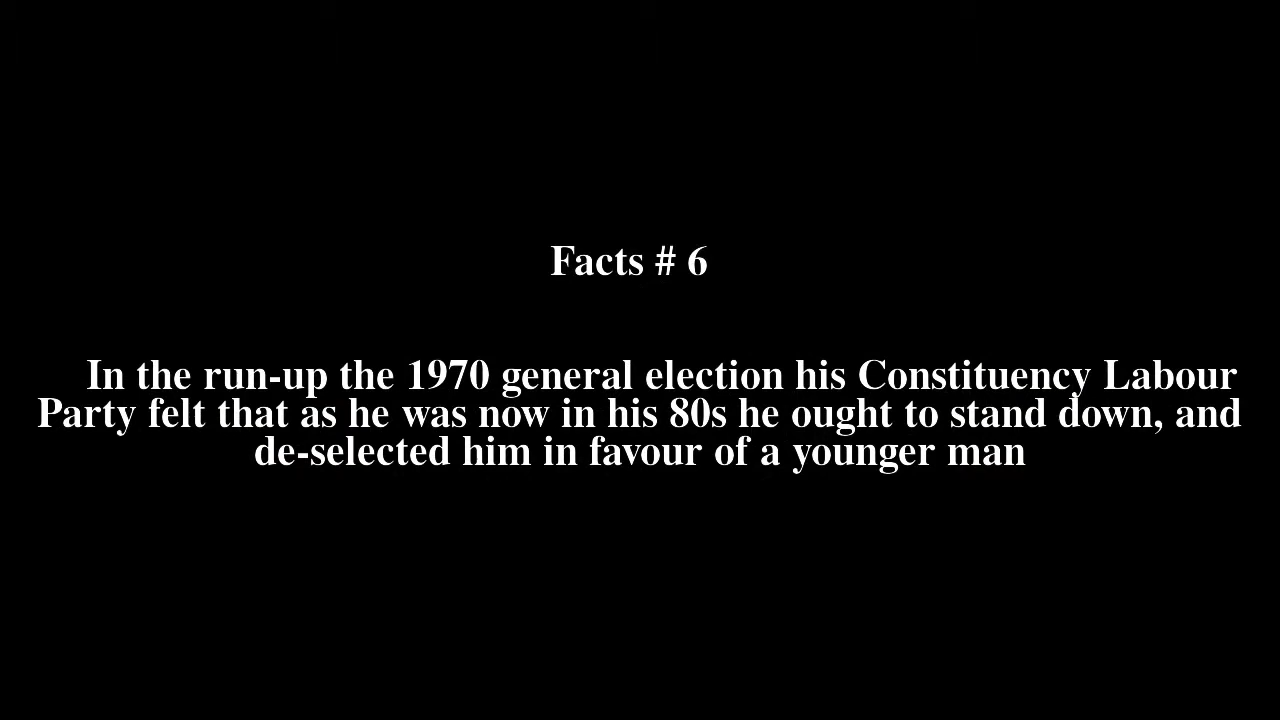 Facts # 6
In the run-up the 1970 general election his Constituency Labour
Party felt that as he was now in his 80s he ought to stand down, and
de-selected him in favour of a younger man